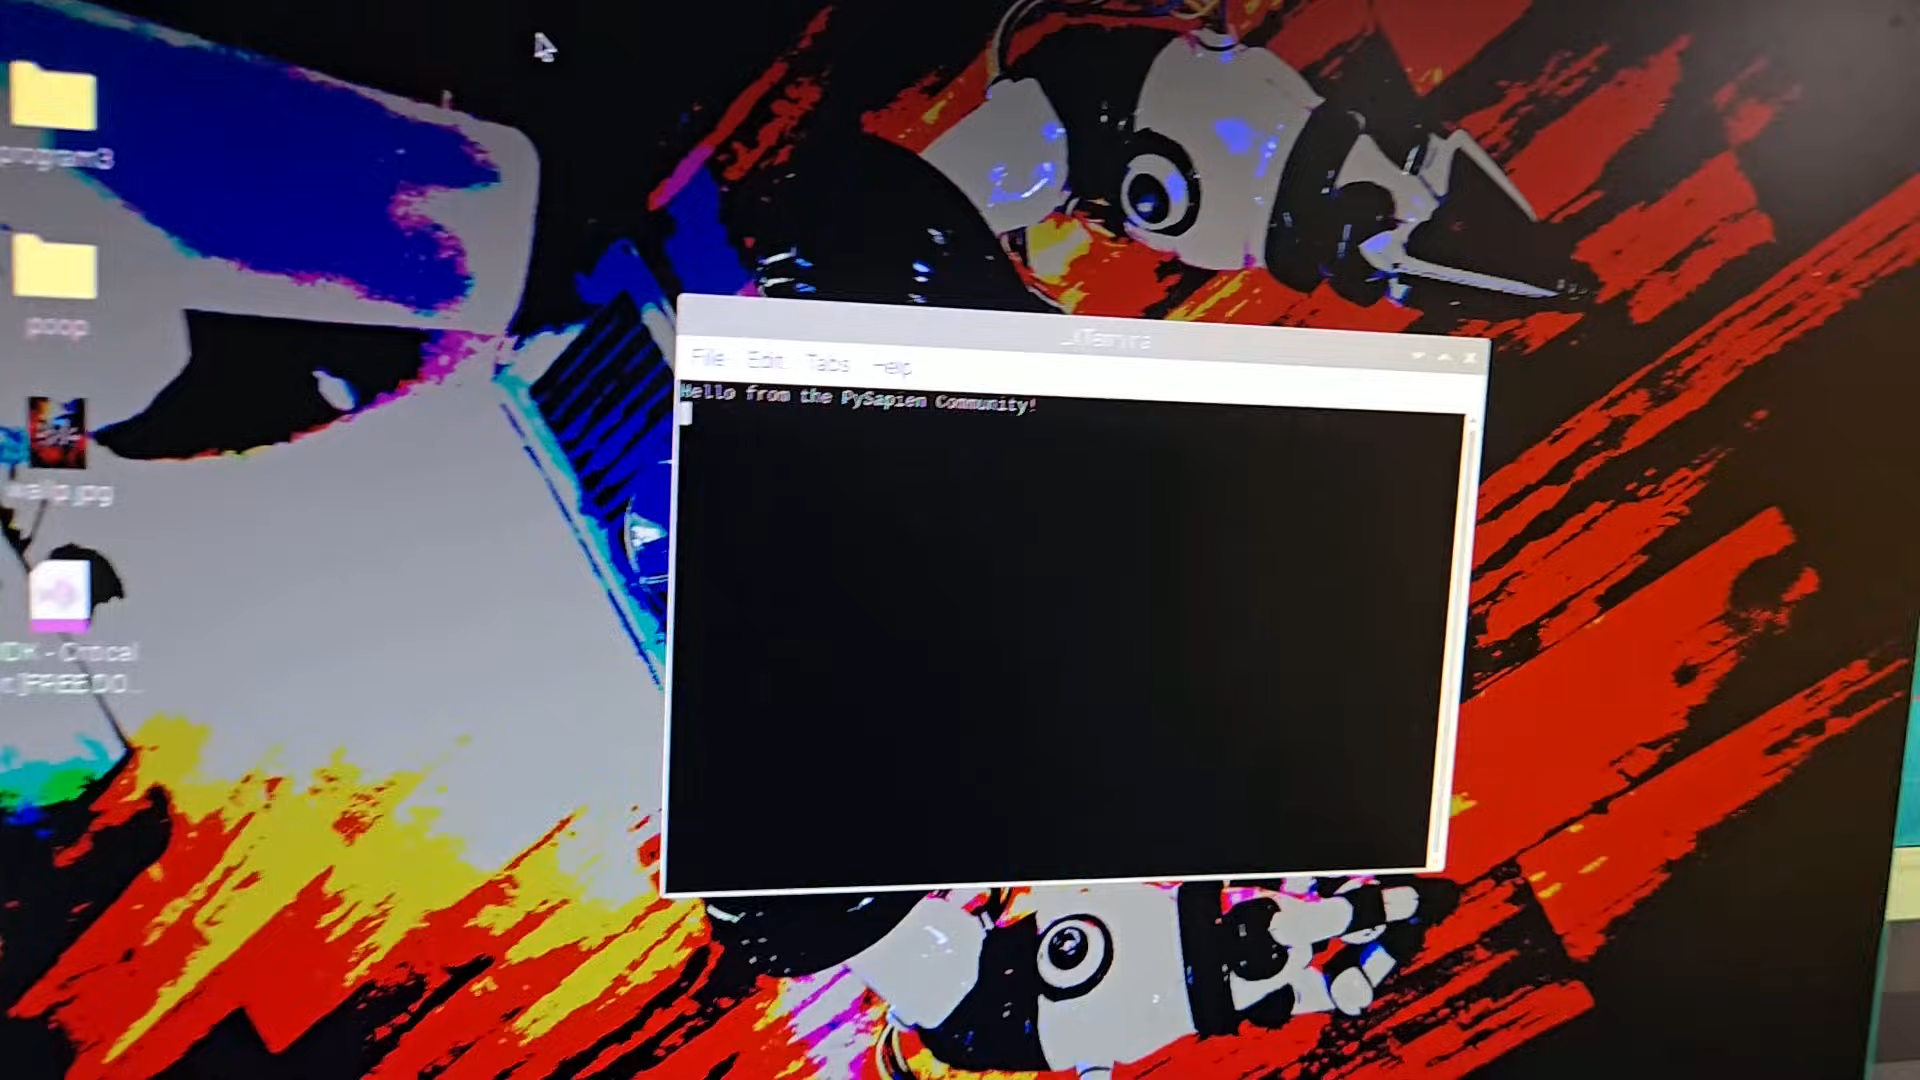 program3
poop
wallp.jpg
File Edit Tabs Help
Hello from the PySapien Community!